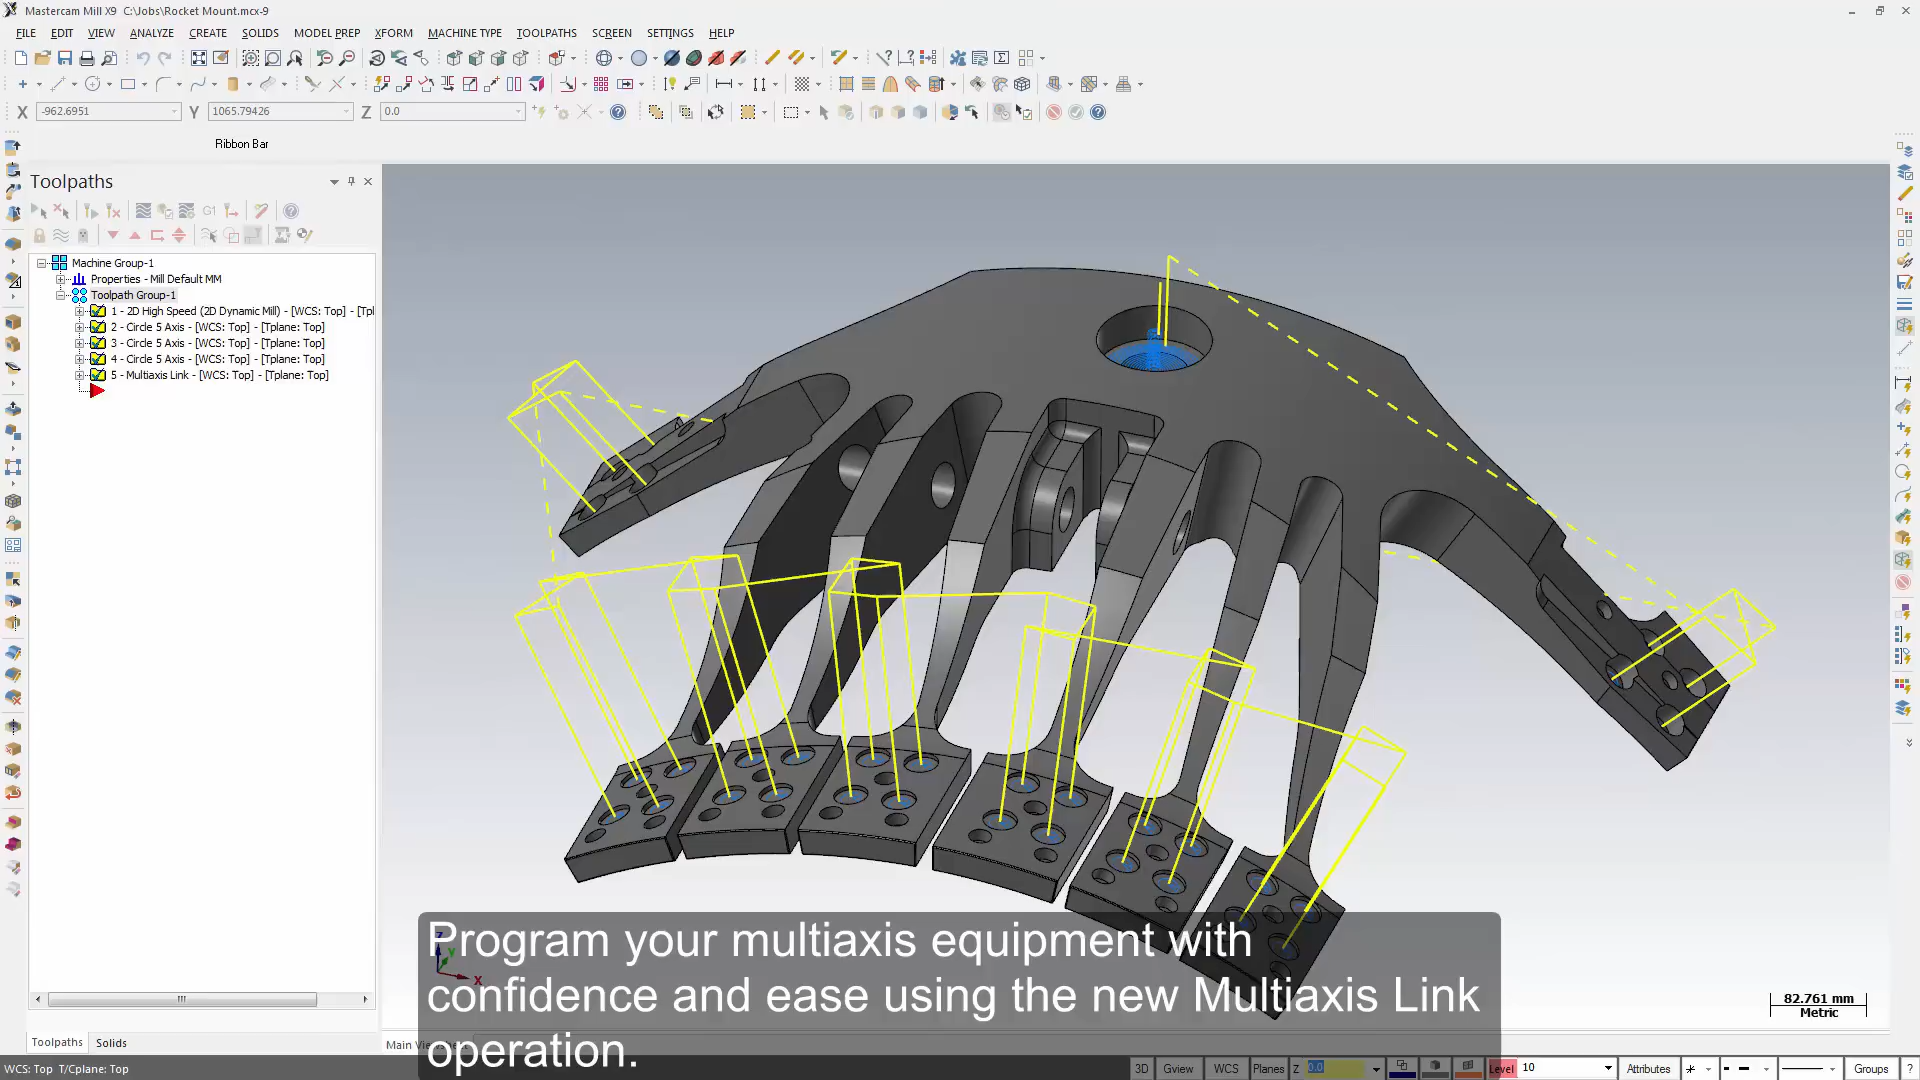 Mastercam Mill X9 C:\Jobs\Rocket Mount.mcx-9
FILE EDIT VIEW ANALYZE CREATE SOLIDS MODEL PREP XFORM MACHINE TYPE TOOLPATHS SCREEN SETTINGS HELP
X -962.6951 Y 1065.79426 Z 0.0
Ribbon Bar
Toolpaths
G1
Machine Group-1
Properties - Mill Default MM
Toolpath Group-1
1 - 2D High Speed (2D Dynamic Mill) - [WCS: Top] - [Tpl
2 - Circle 5 Axis - [WCS: Top] - [Tplane: Top]
3 - Circle 5 Axis - [WCS: Top] - [Tplane: Top]
4 - Circle 5 Axis - [WCS: Top] - [Tplane: Top]
5 - Multiaxis Link - [WCS: Top] - [Tplane: Top]
Z
Y
X
Program your multiaxis equipment with
confidence and ease using the new Multiaxis Link
operation.
82.761 mm
Metric
Toolpaths Solids
Main
WCS: Top T/Cplane: Top
3D Gview WCS Planes Z 0.0 Level 10 Attributes Groups ?